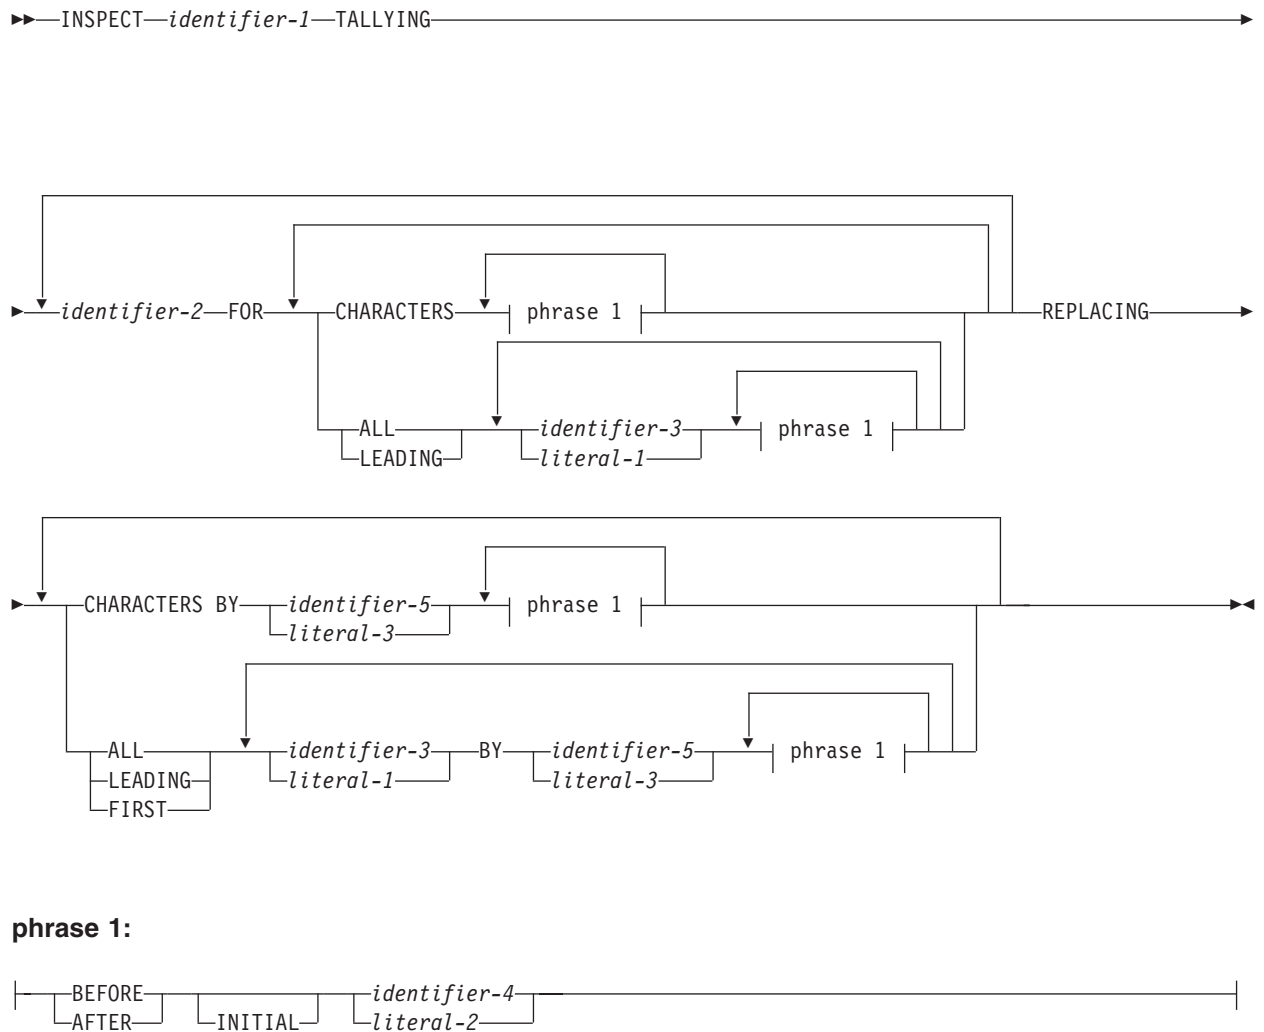 INSPECT identifier-1 TALLYING
identifier-2 FOR CHARACTERS phrase 1 REPLACING
ALL identifier-3 phrase 1
LEADING literal-1
CHARACTERS BY identifier-5 phrase 1
literal-3
ALL identifier-3 BY identifier-5 phrase 1
LEADING literal-1 literal-3
FIRST
phrase 1:
BEFORE identifier-4
AFTER INITIAL literal-2